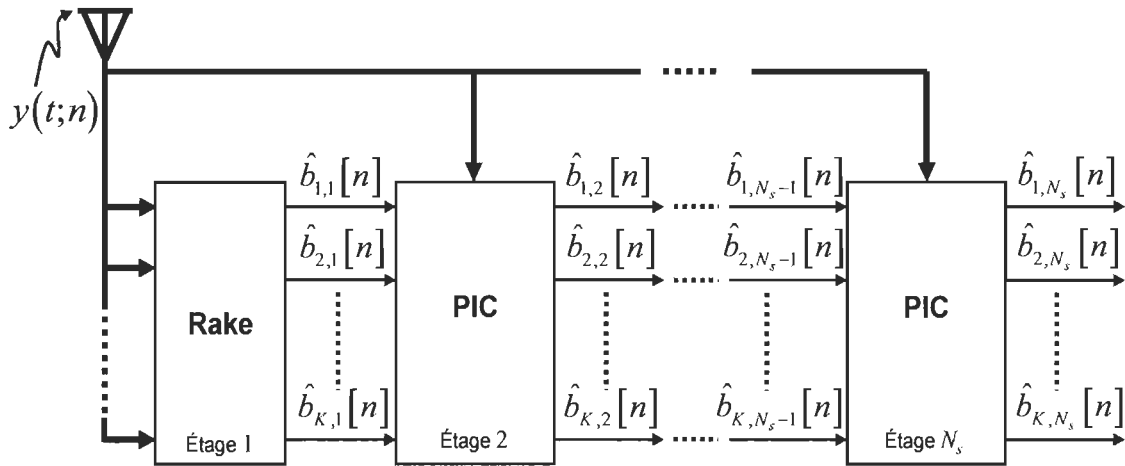 y(t;n)
b̂_{1,1}[n] b̂_{1,2}[n] b̂_{1,N_s−1}[n] b̂_{1,N_s}[n]
b̂_{2,1}[n] b̂_{2,2}[n] b̂_{2,N_s−1}[n] b̂_{2,N_s}[n]
Rake PIC PIC
b̂_{K,1}[n] b̂_{K,2}[n] b̂_{K,N_s−1}[n] b̂_{K,N_s}[n]
Étage 1 Étage 2 Étage N_s